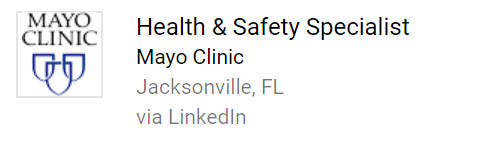 MAYO
CLINIC
Health & Safety Specialist
Mayo Clinic
Jacksonville, FL
via LinkedIn